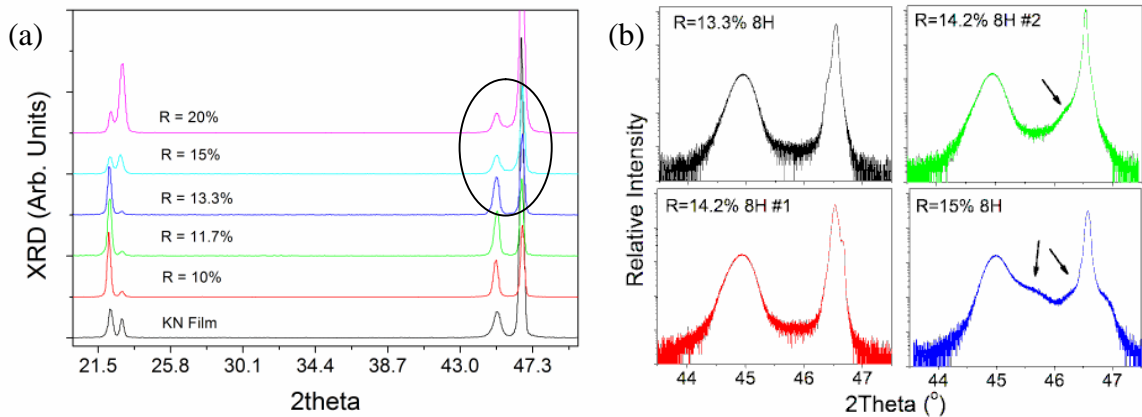 (a)
XRD (Arb. Units)
R = 20%
R = 15%
R = 13.3%
R = 11.7%
R = 10%
KN Film
21.5 25.8 30.1 34.4 38.7 43.0 47.3
2theta
(b)
Relative Intensity
R=13.3% 8H
R=14.2% 8H #2
R=14.2% 8H #1
R=15% 8H
44 45 46 47
44 45 46 47
2Theta (°)